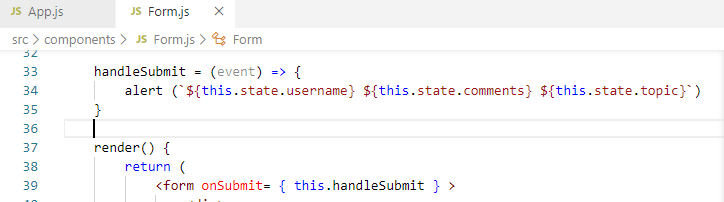 JS App.js JS Form.js ×
src > components > JS Form.js > Form
32
33 handleSubmit = (event) => {
34 alert (`${this.state.username} ${this.state.comments} ${this.state.topic}`)
35 }
36
37 render() {
38 return (
39 <form onSubmit= { this.handleSubmit } >